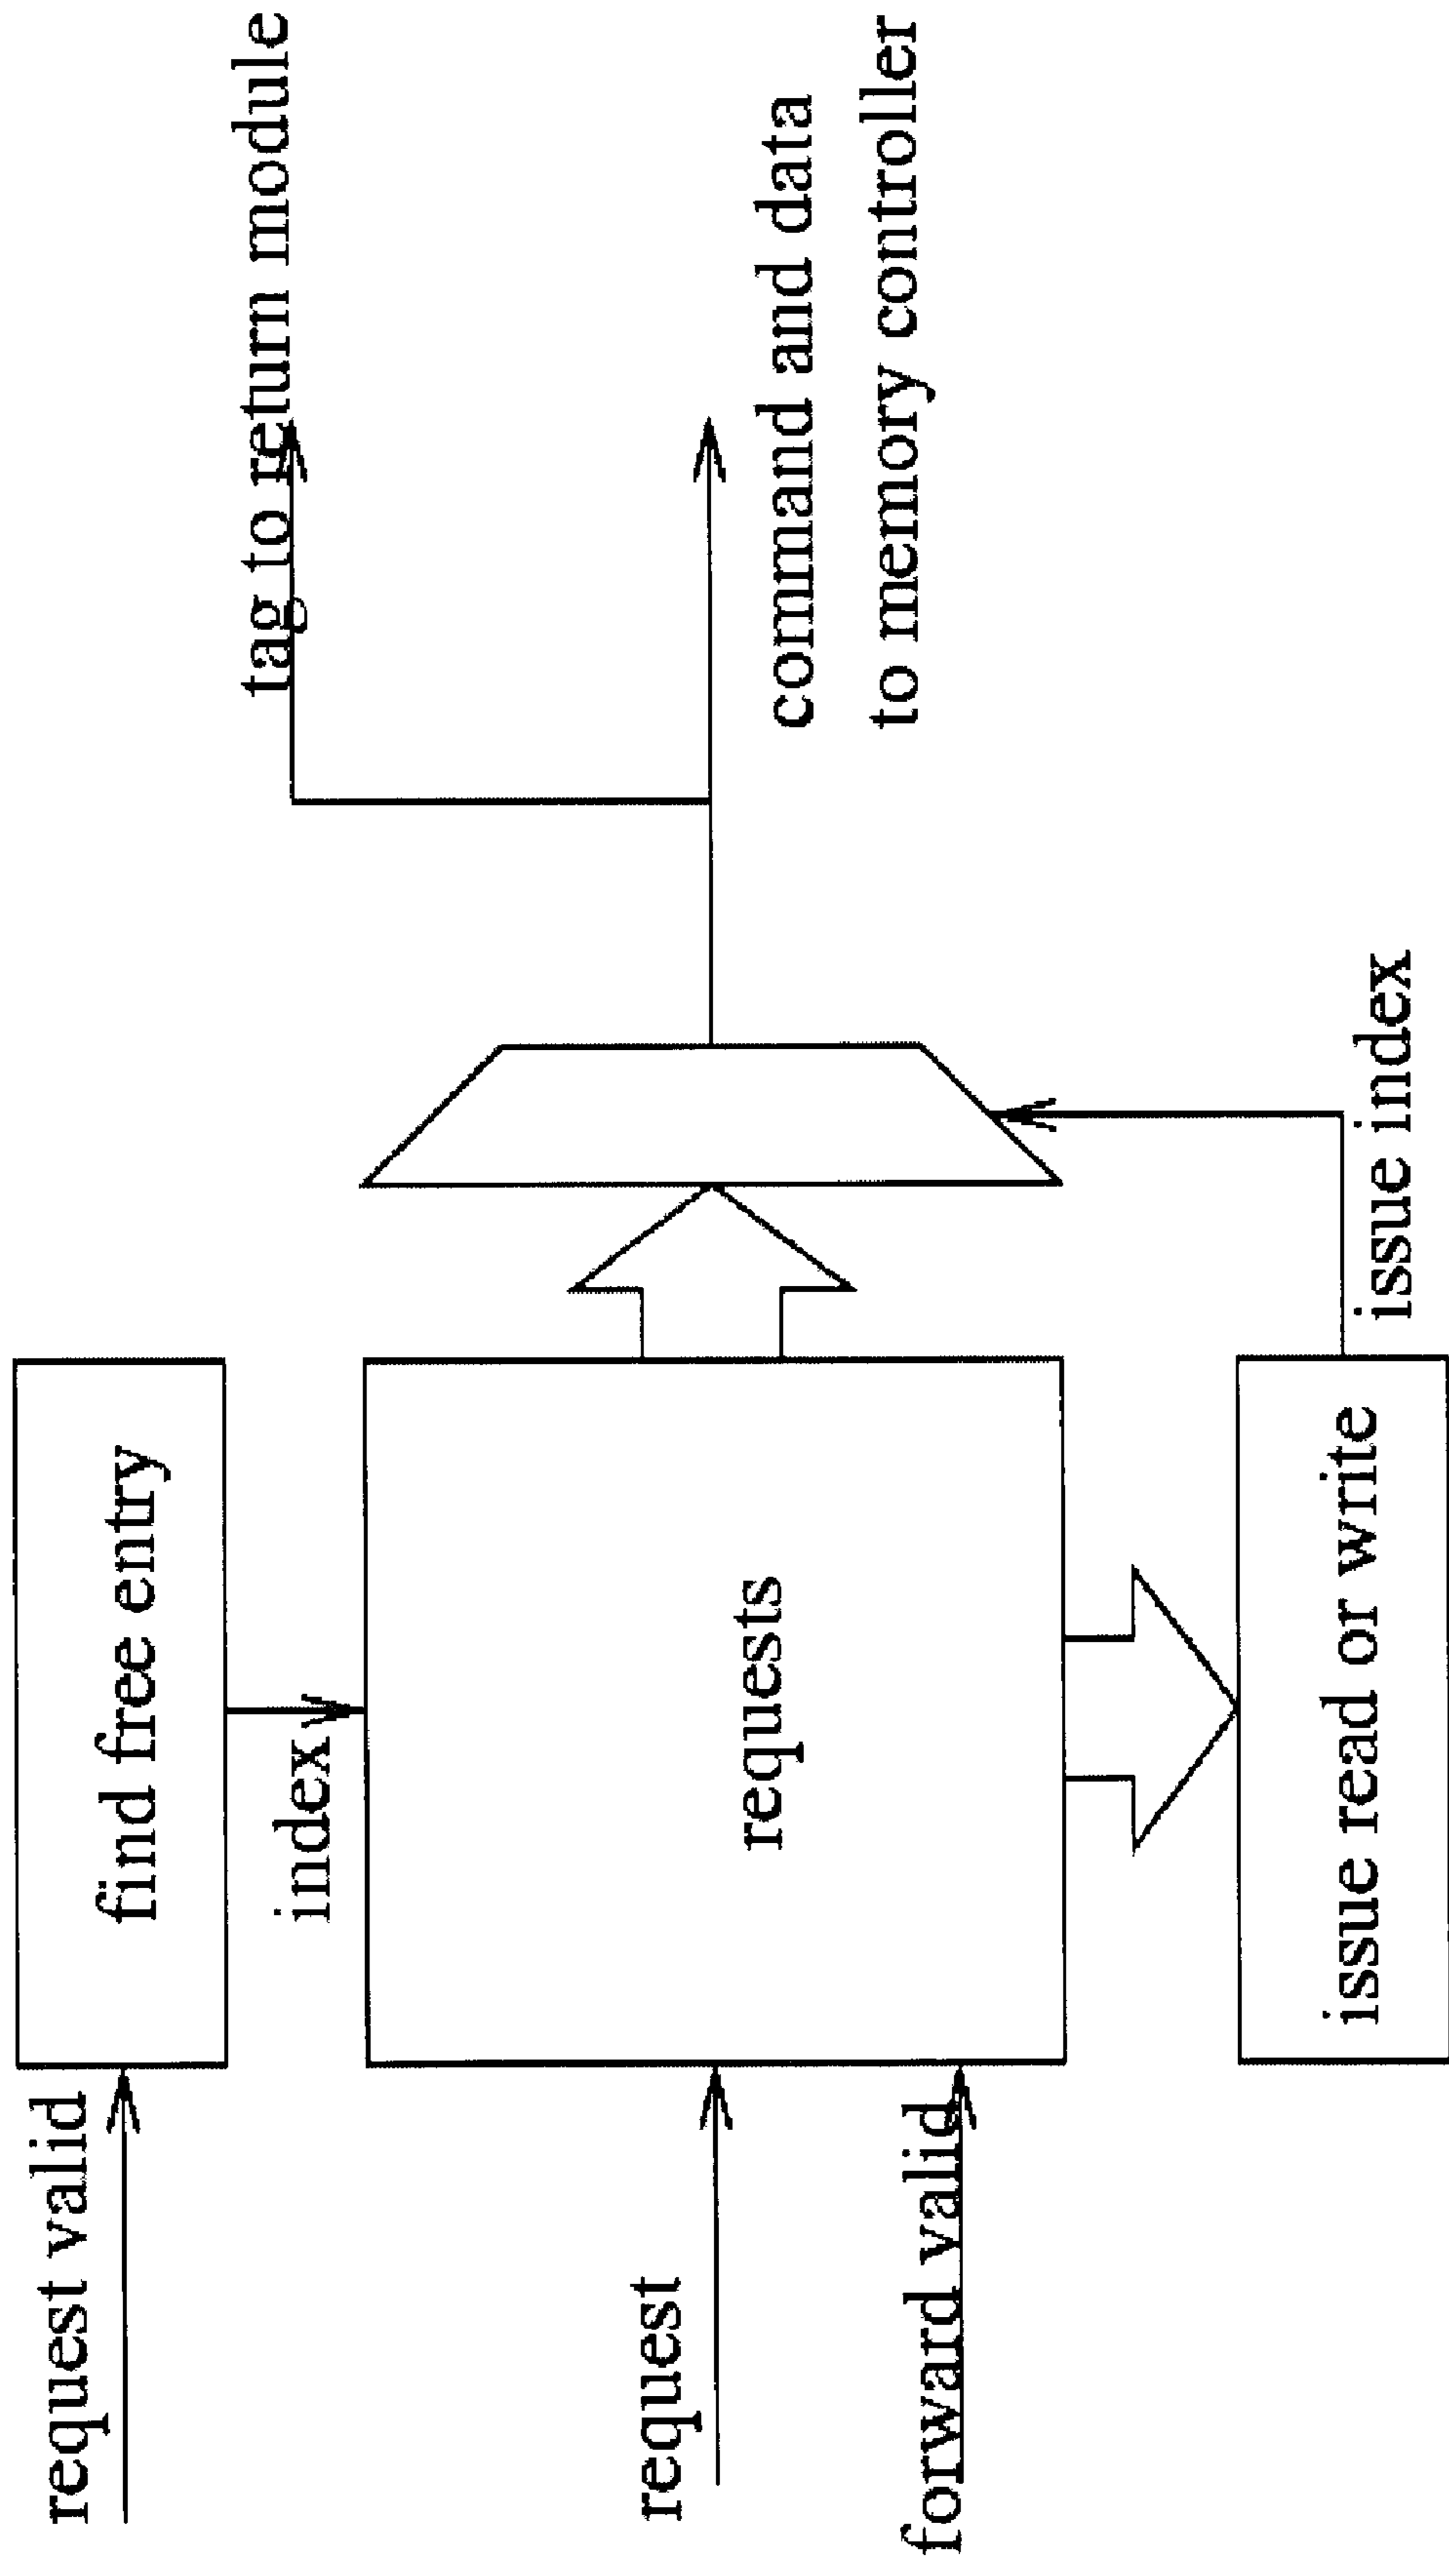 request valid
find free entry
index
tag to return module
request
requests
command and data
to memory controller
forward valid
issue read or write
issue index